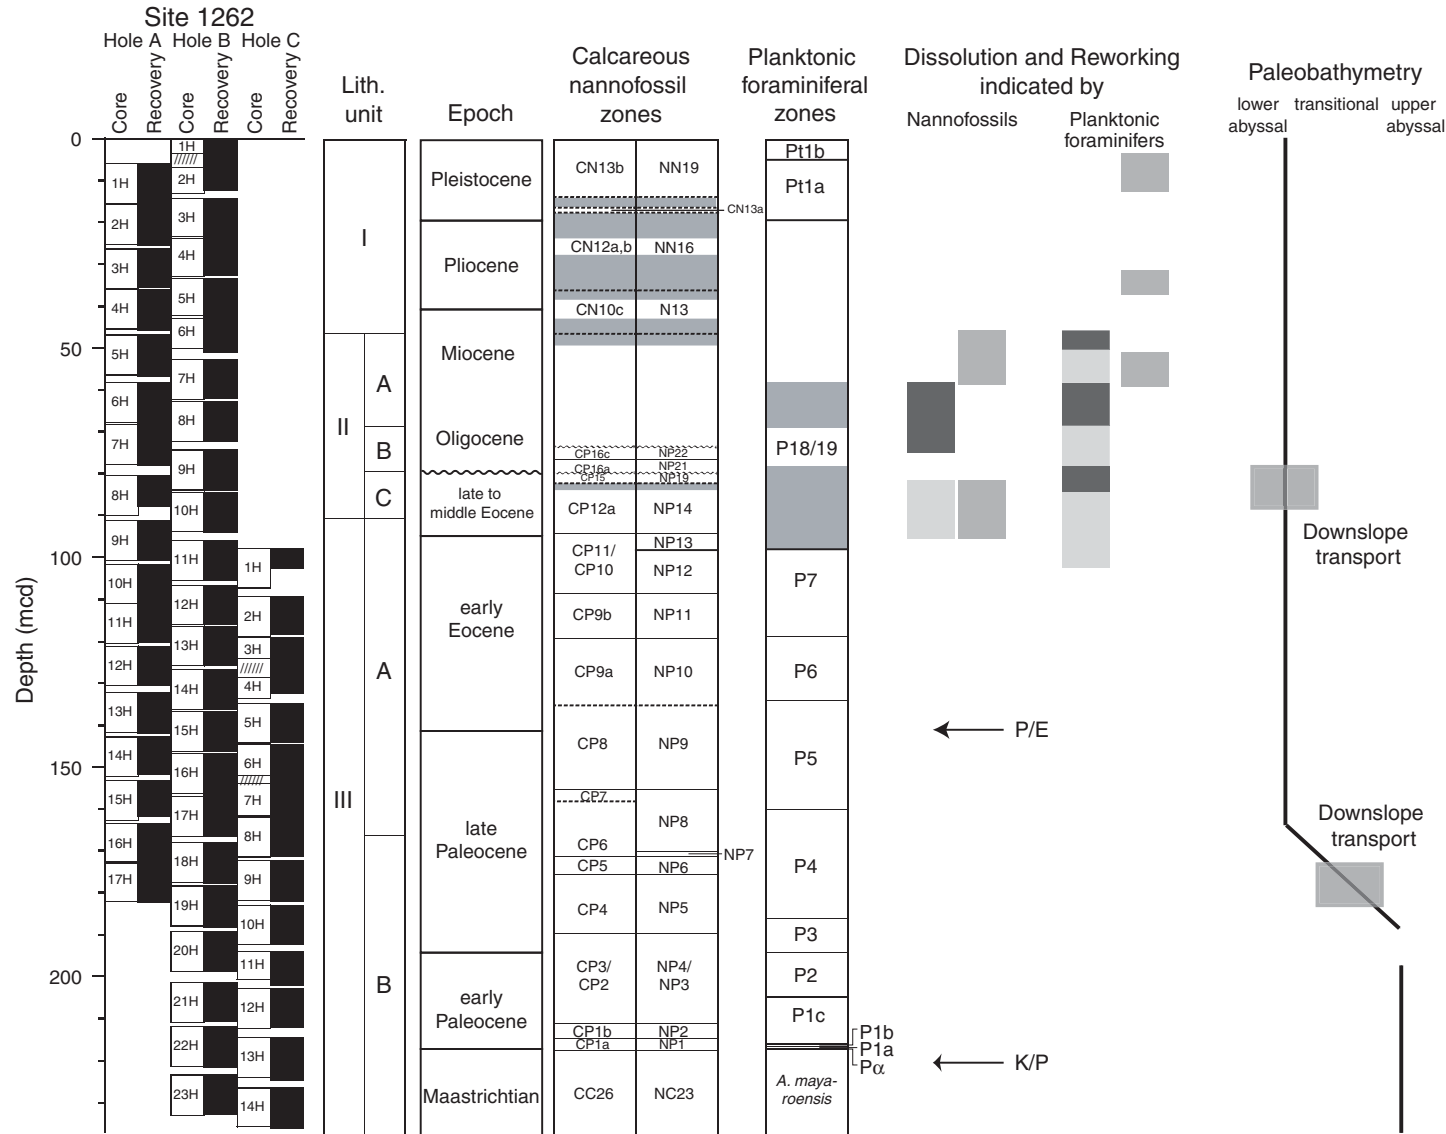 Site 1262
Hole A Hole B Hole C
Core Recovery Core Recovery Core Recovery
Lith.
unit
Epoch
Calcareous
nannofossil
zones
Planktonic
foraminiferal
zones
Dissolution and Reworking
indicated by
Nannofossils
Planktonic
foraminifers
Paleobathymetry
lower
abyssal
transitional
upper
abyssal
Depth (mcd)
0
50
100
150
200
1H
2H
3H
4H
5H
6H
7H
8H
9H
10H
11H
12H
13H
14H
15H
16H
17H
1H
2H
3H
4H
5H
6H
7H
8H
9H
10H
11H
12H
13H
14H
15H
16H
17H
18H
19H
20H
21H
22H
23H
1H
2H
3H
4H
5H
6H
7H
8H
9H
10H
11H
12H
13H
14H
I
II
A
B
C
III
A
B
Pleistocene
Pliocene
Miocene
Oligocene
late to
middle Eocene
early
Eocene
late
Paleocene
early
Paleocene
Maastrichtian
CN13b NN19
CN13a
CN12a,b NN16
CN10c N13
CP16c NP22
CP16a NP21
CP15 NP19
CP12a NP14
NP13
CP11/
CP10 NP12
CP9b NP11
CP9a NP10
CP8 NP9
CP7
NP8
CP6
NP7
CP5 NP6
CP4 NP5
CP3/ NP4/
CP2 NP3
CP1b NP2
CP1a NP1
CC26 NC23
Pt1b
Pt1a
P18/19
P7
P6
P5
P4
P3
P2
P1c
P1b
P1a
Pα
A. maya-
roensis
P/E
K/P
Downslope
transport
Downslope
transport